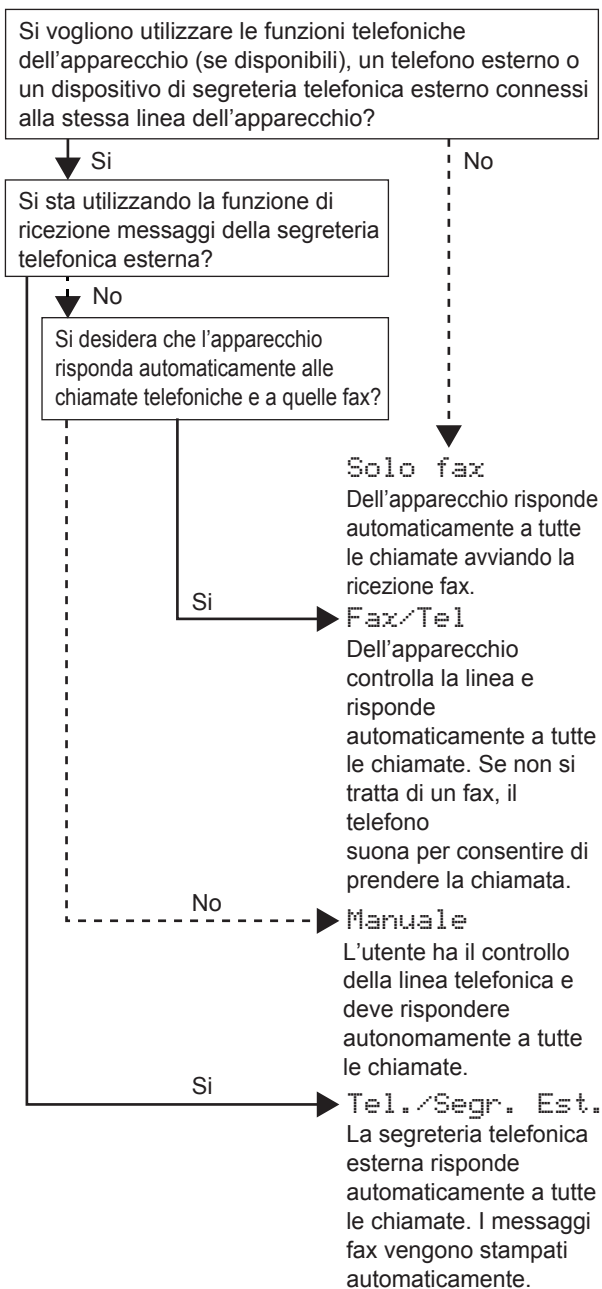 Si vogliono utilizzare le funzioni telefoniche
dell'apparecchio (se disponibili), un telefono esterno o
un dispositivo di segreteria telefonica esterno connessi
alla stessa linea dell'apparecchio?
Si
No
Si sta utilizzando la funzione di
ricezione messaggi della segreteria
telefonica esterna?
No
Si desidera che l'apparecchio
risponda automaticamente alle
chiamate telefoniche e a quelle fax?
Solo fax
Dell'apparecchio risponde
automaticamente a tutte
le chiamate avviando la
ricezione fax.
Si
Fax/Tel
Dell'apparecchio
controlla la linea e
risponde
automaticamente a tutte
le chiamate. Se non si
tratta di un fax, il
telefono
suona per consentire di
prendere la chiamata.
No
Manuale
L'utente ha il controllo
della linea telefonica e
deve rispondere
autonomamente a tutte
le chiamate.
Si
Tel./Segr. Est.
La segreteria telefonica
esterna risponde
automaticamente a tutte
le chiamate. I messaggi
fax vengono stampati
automaticamente.